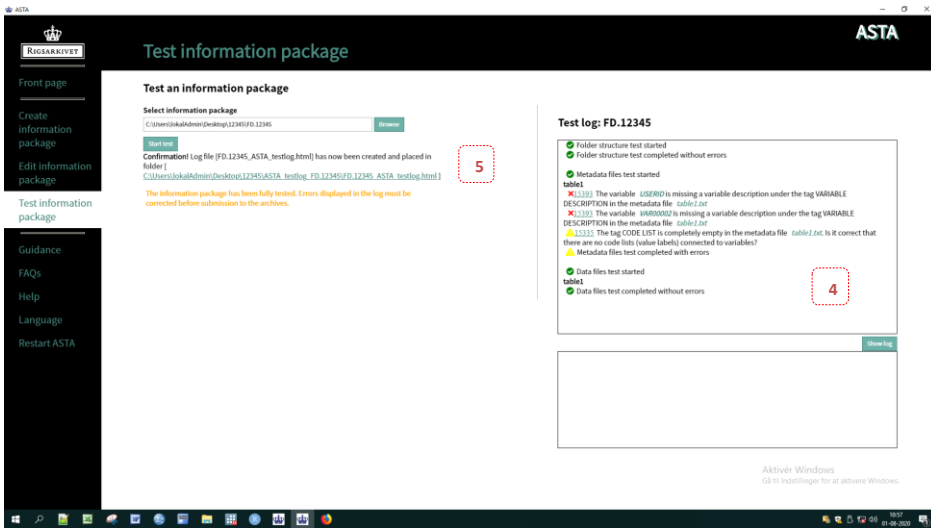 ASTA
RIGSARKIVET
Test information package
ASTA
Front page
Create
information
package
Edit information
package
Test information
package
Guidance
FAQs
Help
Language
Restart ASTA
Test an information package
Select information package
C:\Users\lokalAdmin\Desktop\12345\FD.12345
Browse
Start test
Confirmation! Log file [FD.12345_ASTA_testlog.html] has now been created and placed in
folder [
C:\Users\lokalAdmin\Desktop\12345\ASTA_testlog_FD.12345\FD.12345_ASTA_testlog.html ]
The information package has been fully tested. Errors displayed in the log must be
corrected before submission to the archives.
5
Test log: FD.12345
Folder structure test started
Folder structure test completed without errors
Metadata files test started
table1
15393 The variable USERID is missing a variable description under the tag VARIABLE
DESCRIPTION in the metadata file table1.txt
15393 The variable VAR00002 is missing a variable description under the tag VARIABLE
DESCRIPTION in the metadata file table1.txt
15335 The tag CODE LIST is completely empty in the metadata file table1.txt. Is it correct that
there are no code lists (value labels) connected to variables?
Metadata files test completed with errors
Data files test started
table1
Data files test completed without errors
4
Show log
Aktivér Windows
Gå til Indstillinger for at aktivere Windows.
10:57
01-08-2020